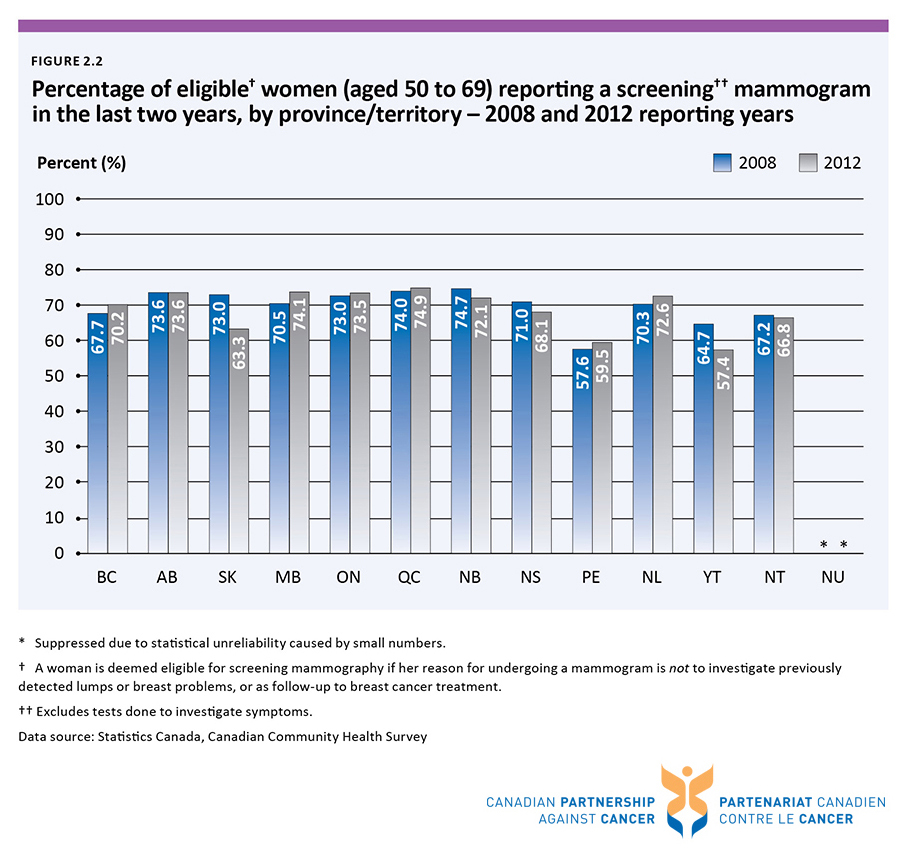 FIGURE 2.2
Percentage of eligible† women (aged 50 to 69) reporting a screening†† mammogram
in the last two years, by province/territory – 2008 and 2012 reporting years
Percent (%)
2008 2012
100
90
80
70
60
50
40
30
20
10
0
67.7 70.2 73.6 73.6 73.0 63.3 70.5 74.1 73.0 73.5 74.0 74.9 74.7 72.1 71.0 68.1 57.6 59.5 70.3 72.6 64.7 57.4 67.2 66.8 * *
BC AB SK MB ON QC NB NS PE NL YT NT NU
* Suppressed due to statistical unreliability caused by small numbers.
† A woman is deemed eligible for screening mammography if her reason for undergoing a mammogram is not to investigate previously
detected lumps or breast problems, or as follow-up to breast cancer treatment.
†† Excludes tests done to investigate symptoms.
Data source: Statistics Canada, Canadian Community Health Survey
CANADIAN PARTNERSHIP
AGAINST CANCER
PARTENARIAT CANADIEN
CONTRE LE CANCER